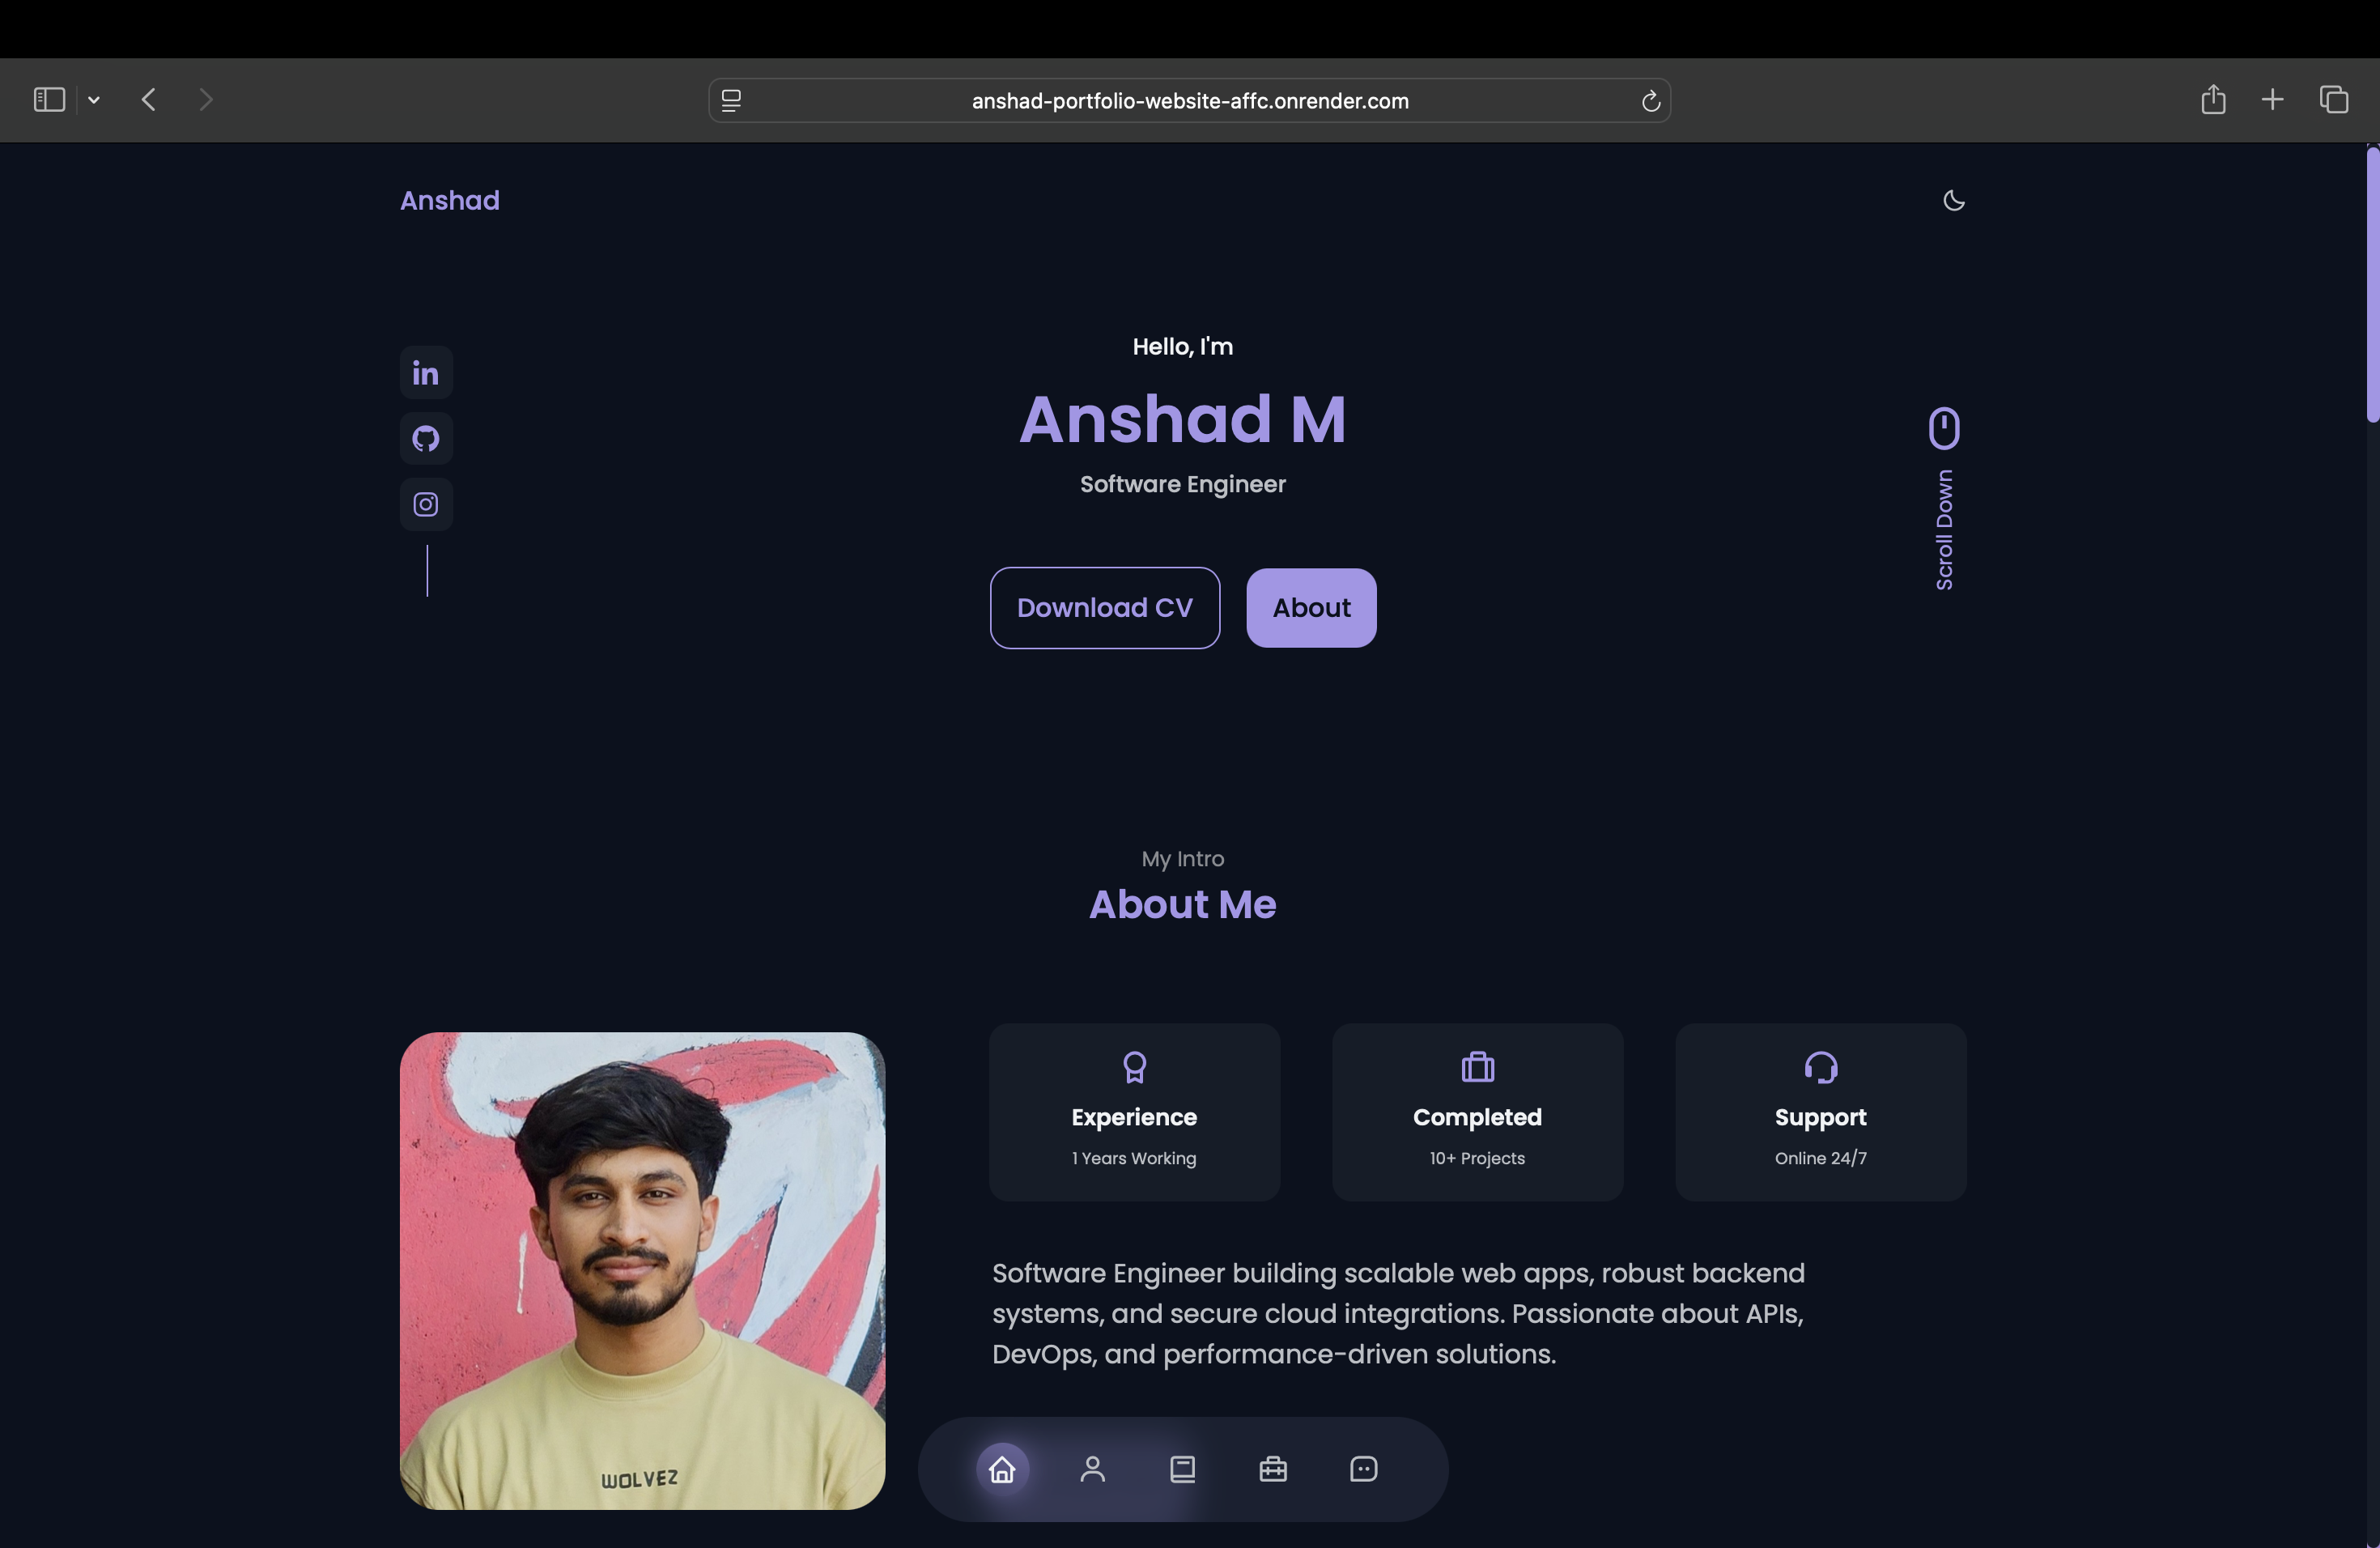 anshad-portfolio-website-affc.onrender.com
Anshad
Hello, I'm
Anshad M
Software Engineer
Download CV
About
Scroll Down
My Intro
About Me
Experience
1 Years Working
Completed
10+ Projects
Support
Online 24/7
Software Engineer building scalable web apps, robust backend
systems, and secure cloud integrations. Passionate about APIs,
DevOps, and performance-driven solutions.
WOLVEZ